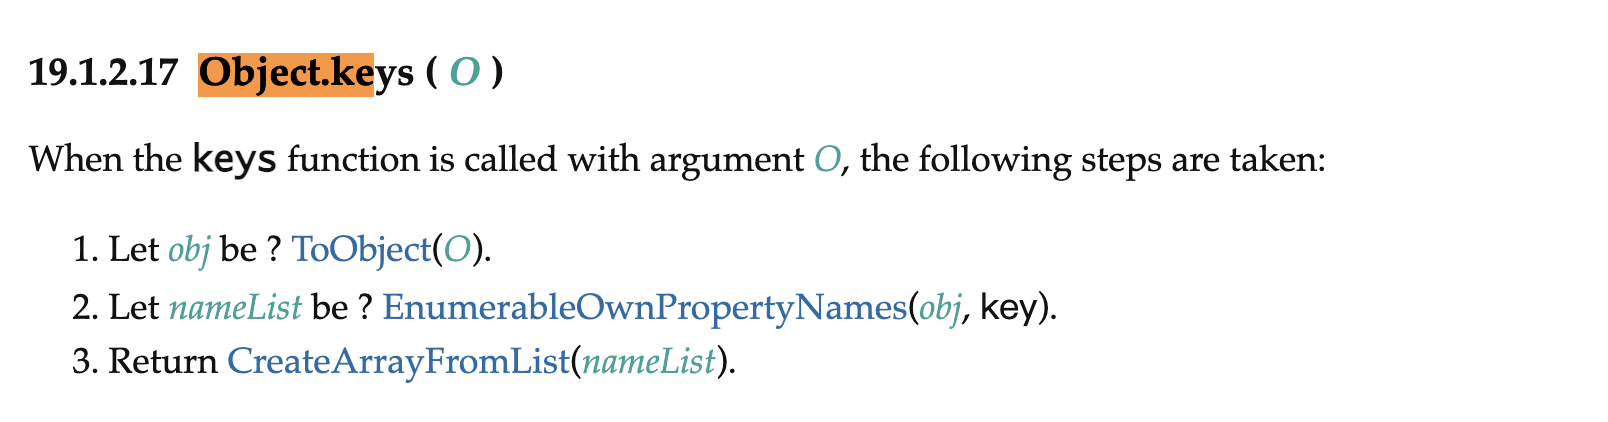 19.1.2.17 Object.keys ( O )
When the keys function is called with argument O, the following steps are taken:
1. Let obj be ? ToObject(O).
2. Let nameList be ? EnumerableOwnPropertyNames(obj, key).
3. Return CreateArrayFromList(nameList).